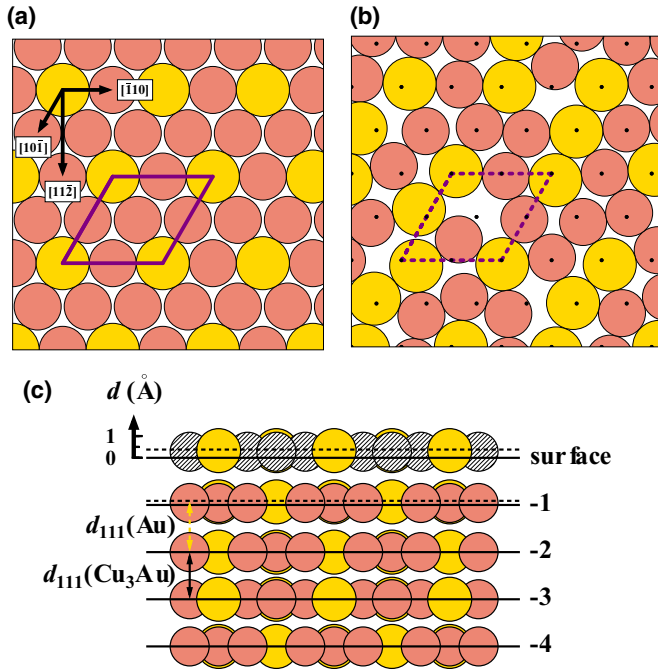 (a)
(b)
[1̅10]
[101̅]
[112̅]
(c)
d (Å)
1
0
surface
-1
d₁₁₁(Au)
-2
d₁₁₁(Cu₃Au)
-3
-4